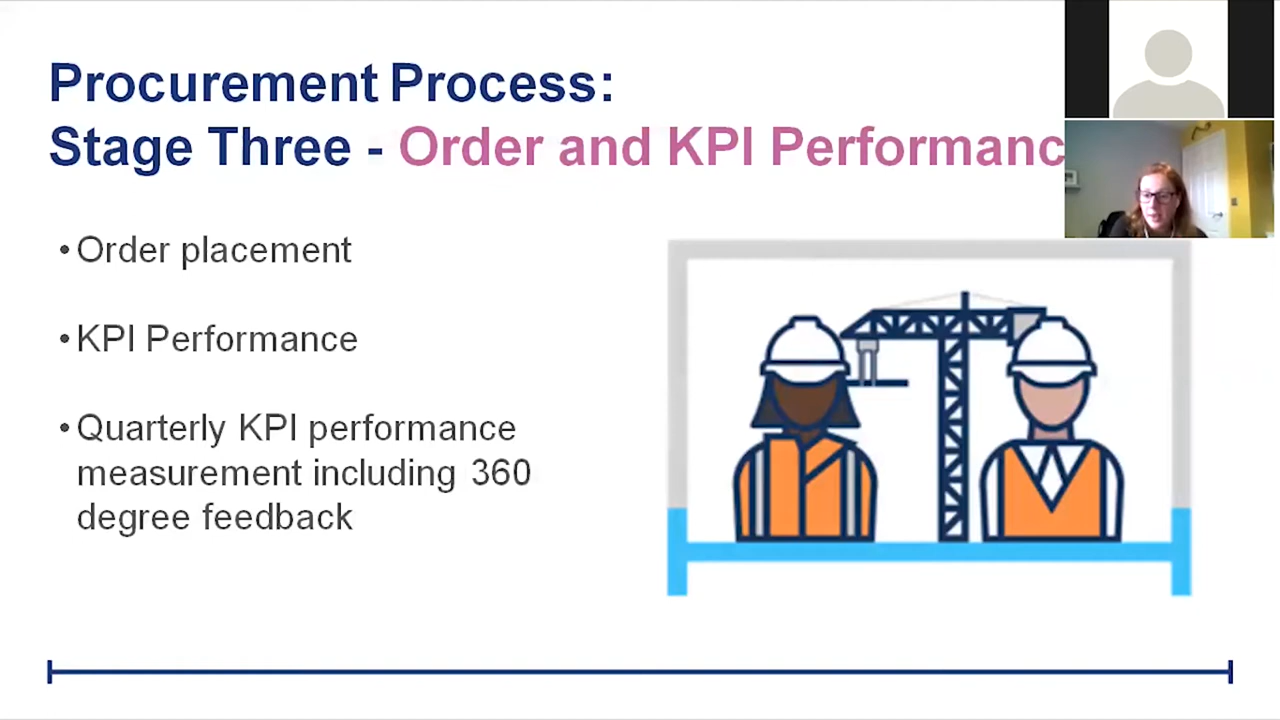 Procurement Process:
Stage Three - Order and KPI Performanc
• Order placement
• KPI Performance
• Quarterly KPI performance
measurement including 360
degree feedback